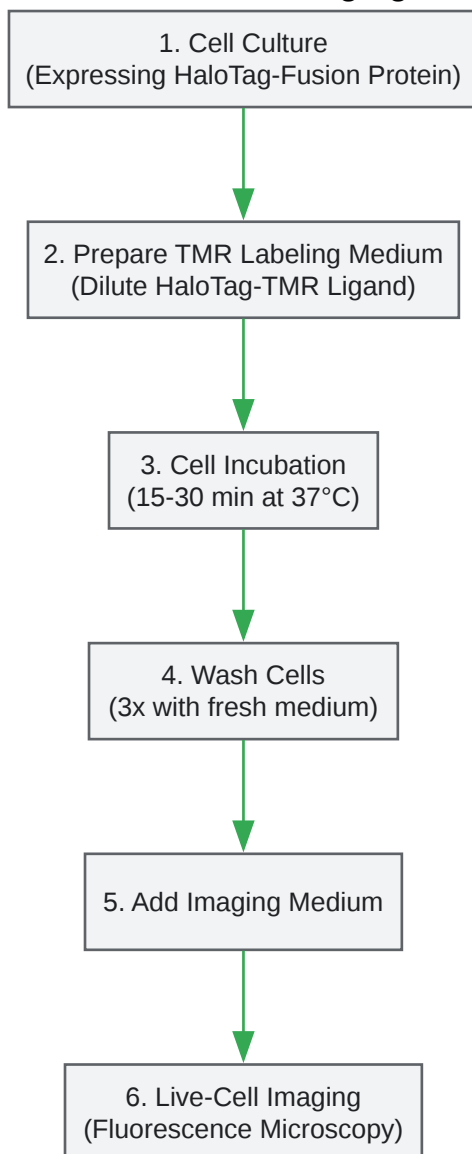 1. Cell Culture
(Expressing HaloTag-Fusion Protein)
2. Prepare TMR Labeling Medium
(Dilute HaloTag-TMR Ligand)
3. Cell Incubation
(15-30 min at 37°C)
4. Wash Cells
(3x with fresh medium)
5. Add Imaging Medium
6. Live-Cell Imaging
(Fluorescence Microscopy)